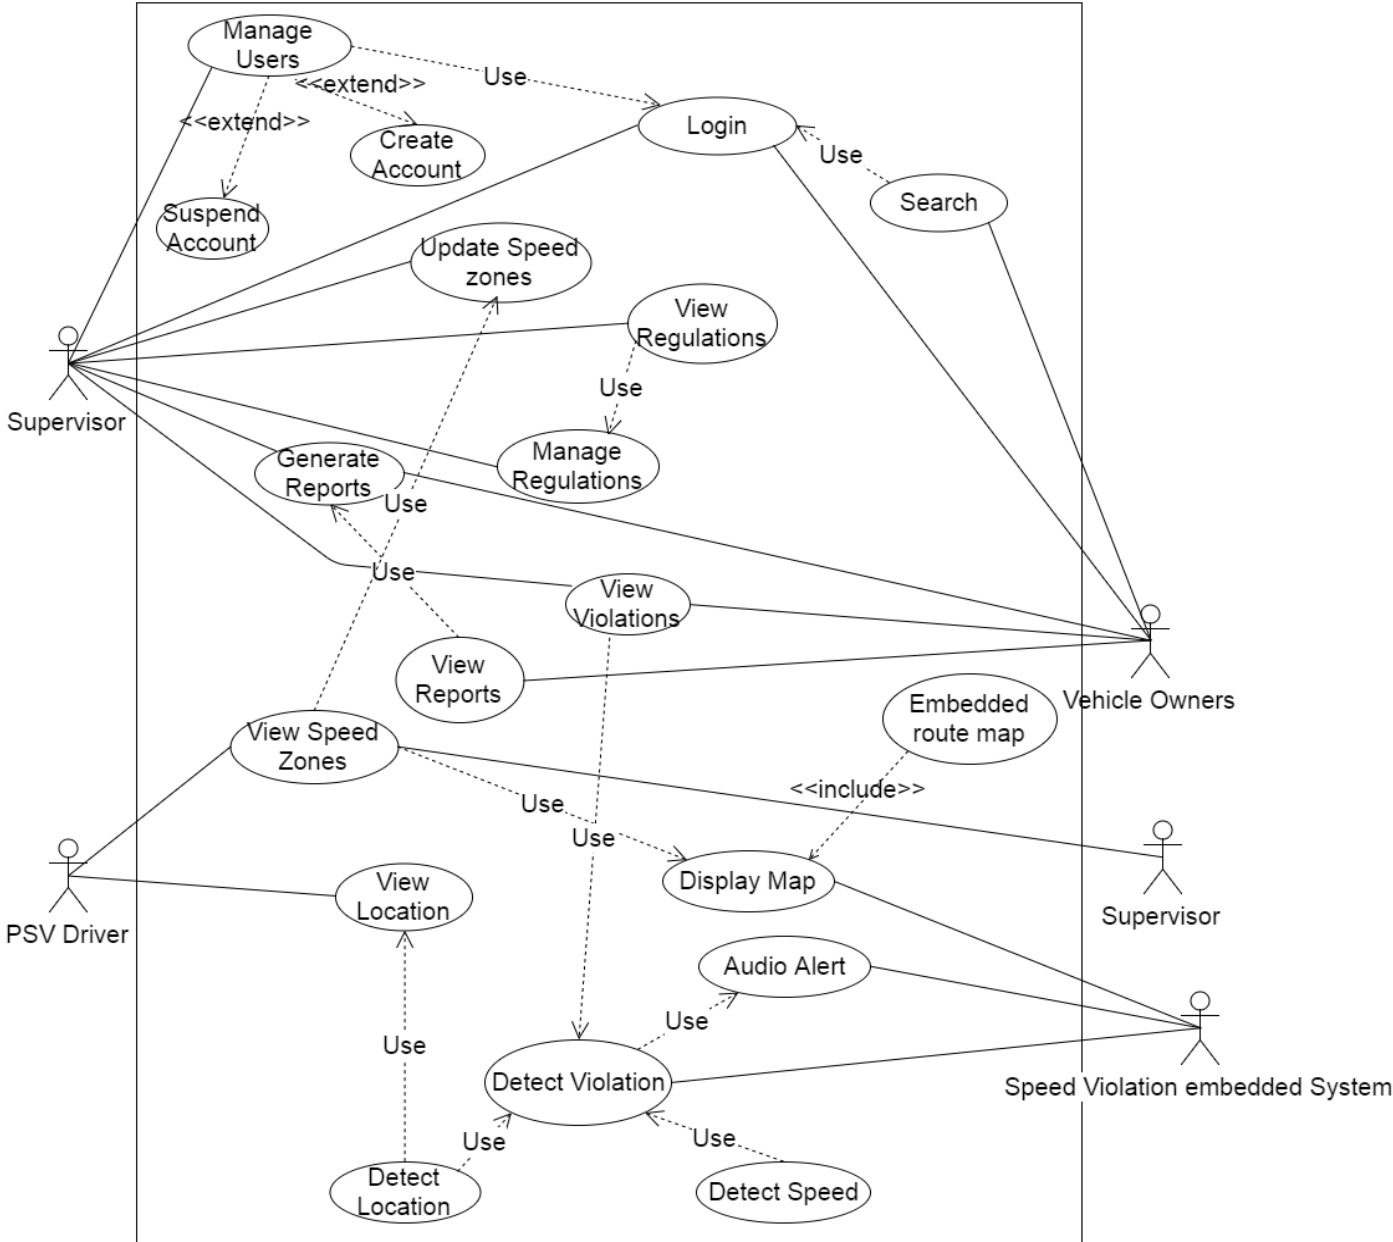 Manage
Users
Use
<<extend>>
<<extend>>
Login
Create
Account
Use
Search
Suspend
Account
Update Speed
zones
View
Regulations
Use
Supervisor
Generate
Reports
Manage
Regulations
Use
Use
View
Violations
View
Reports
Vehicle Owners
Embedded
route map
View Speed
Zones
<<include>>
Use
Use
Display Map
View
Location
Supervisor
PSV Driver
Audio Alert
Use
Use
Detect Violation
Speed Violation embedded System
Use
Use
Detect
Location
Detect Speed